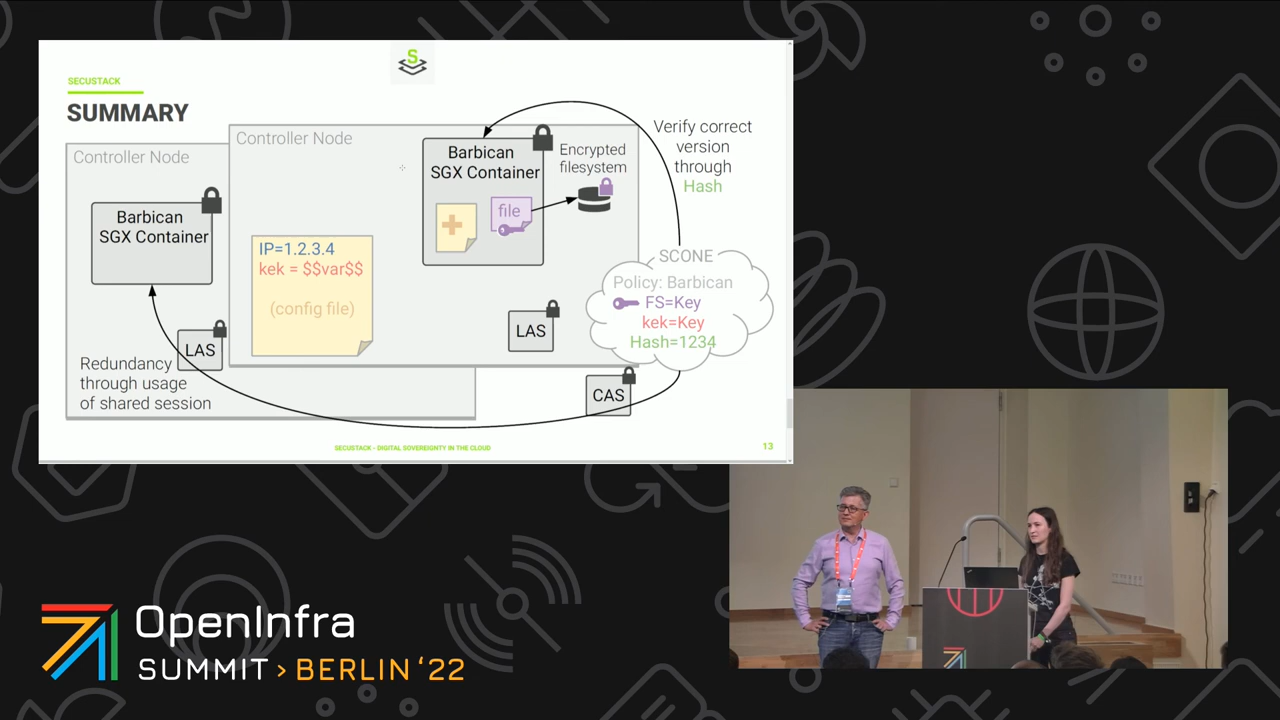 S
SECUSTACK
SUMMARY
Controller Node
Controller Node
Barbican
SGX Container
Barbican
SGX Container
file
Encrypted
filesystem
Verify correct
version
through
Hash
IP=1.2.3.4
kek = $$var$$
(config file)
SCONE
Policy: Barbican
FS=Key
kek=Key
Hash=1234
LAS
LAS
CAS
Redundancy
through usage
of shared session
SECUSTACK - DIGITAL SOVEREIGNTY IN THE CLOUD
13
OpenInfra
SUMMIT > BERLIN ‘22